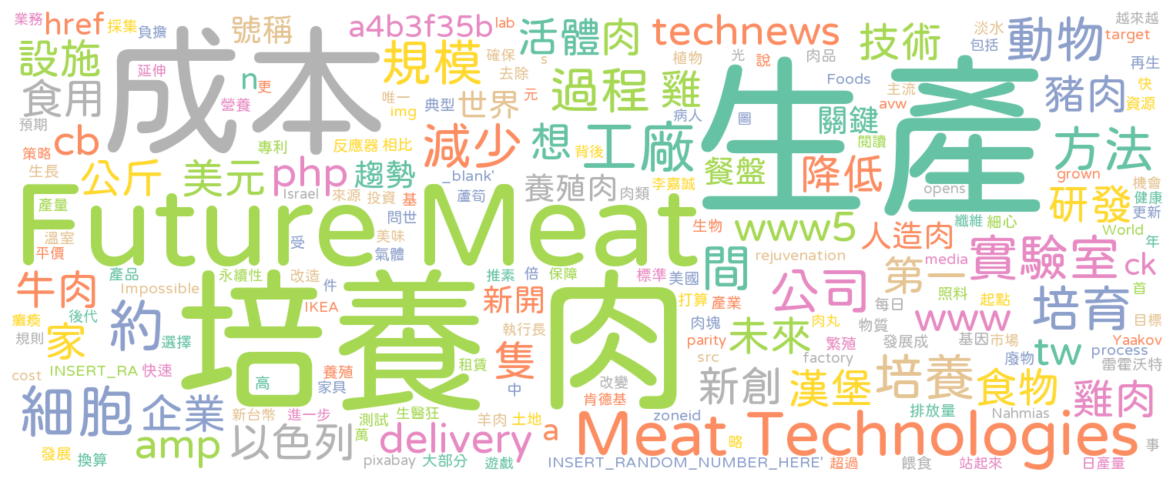 業務 採集 負擔 href 號稱 a4b3f35b lab 活體肉 technews 技術 淡水 包括 動物 越來越 target
設施 延伸 成本 規模 確保 s 去除 植物 光 說 肉品 Foods 主流 avw 再生 快
食用 n 更 營養 唯一 img 典型 世界 元 過程 雞 病人 圖 生產 關鍵 豬肉 資源
預期 cb 專利 反應器 相比 減少 想 工廠 背後 餐盤 降低 閱讀 方法 機會
策略 生長 公斤 美元 php 趨勢 Israel 來源 投資 基 _blank' 蘆筍 養殖肉 肉類 李嘉誠 opens grown 研發 健康 更新
產量 溫室 平價 Future Meat 問世 受 美味 氣體 生物 www5 人造肉 纖維 細心 World 年
牛肉 產品 Impossible 永續性 改造 件 推素 倍 保障 標準 美國 間 rejuvenation 第一 media 實驗室 ck
癱瘓 後代 規則 約 選擇 培養肉 IKEA 新開 執行長 隻 打算 產業 公司 每日 照料 起點 www 培育 首 目標
家 cost INSERT_RA 快速 高 養殖 家具 租賃 中 肉塊 肉丸 parity src 未來 繁殖 物質 factory 發展成 基因 市場 tw process Yaakov 廢物 雷霍沃特
細胞 企業 新台幣 進一步 測試 生醫狂 羊肉 土地 改變 肯德基 新創 漢堡 培養 食物 雞肉
發展 換算 amp 以色列 萬 pixabay delivery 大部分 遊戲 a Meat Technologies zoneid 略 排放量 Nahmias 事
INSERT_RANDOM_NUMBER_HERE' 超過 餵食 站起來 日產量